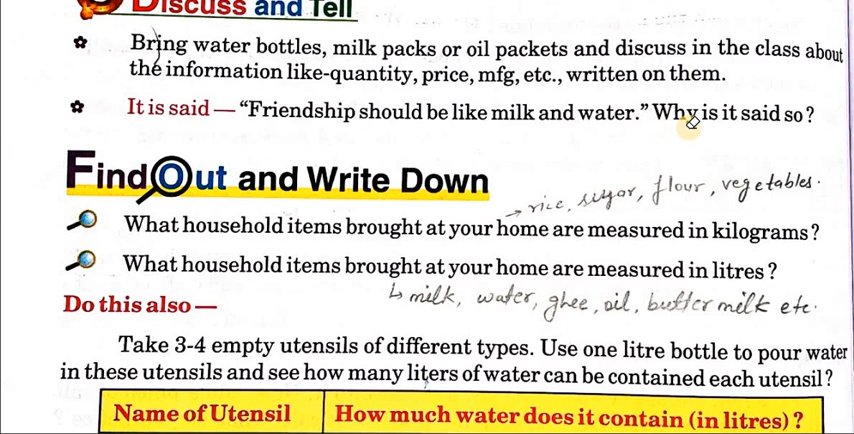 Discuss and Tell
Bring water bottles, milk packs or oil packets and discuss in the class about
the information like-quantity, price, mfg, etc., written on them.
It is said — “Friendship should be like milk and water.” Why is it said so ?
Find Out and Write Down
→ rice, sugar, flour, vegetables.
What household items brought at your home are measured in kilograms ?
What household items brought at your home are measured in litres ?
↳ milk, water, ghee, oil, butter milk etc.
Do this also —
Take 3-4 empty utensils of different types. Use one litre bottle to pour water
in these utensils and see how many liters of water can be contained each utensil ?
Name of Utensil How much water does it contain (in litres) ?